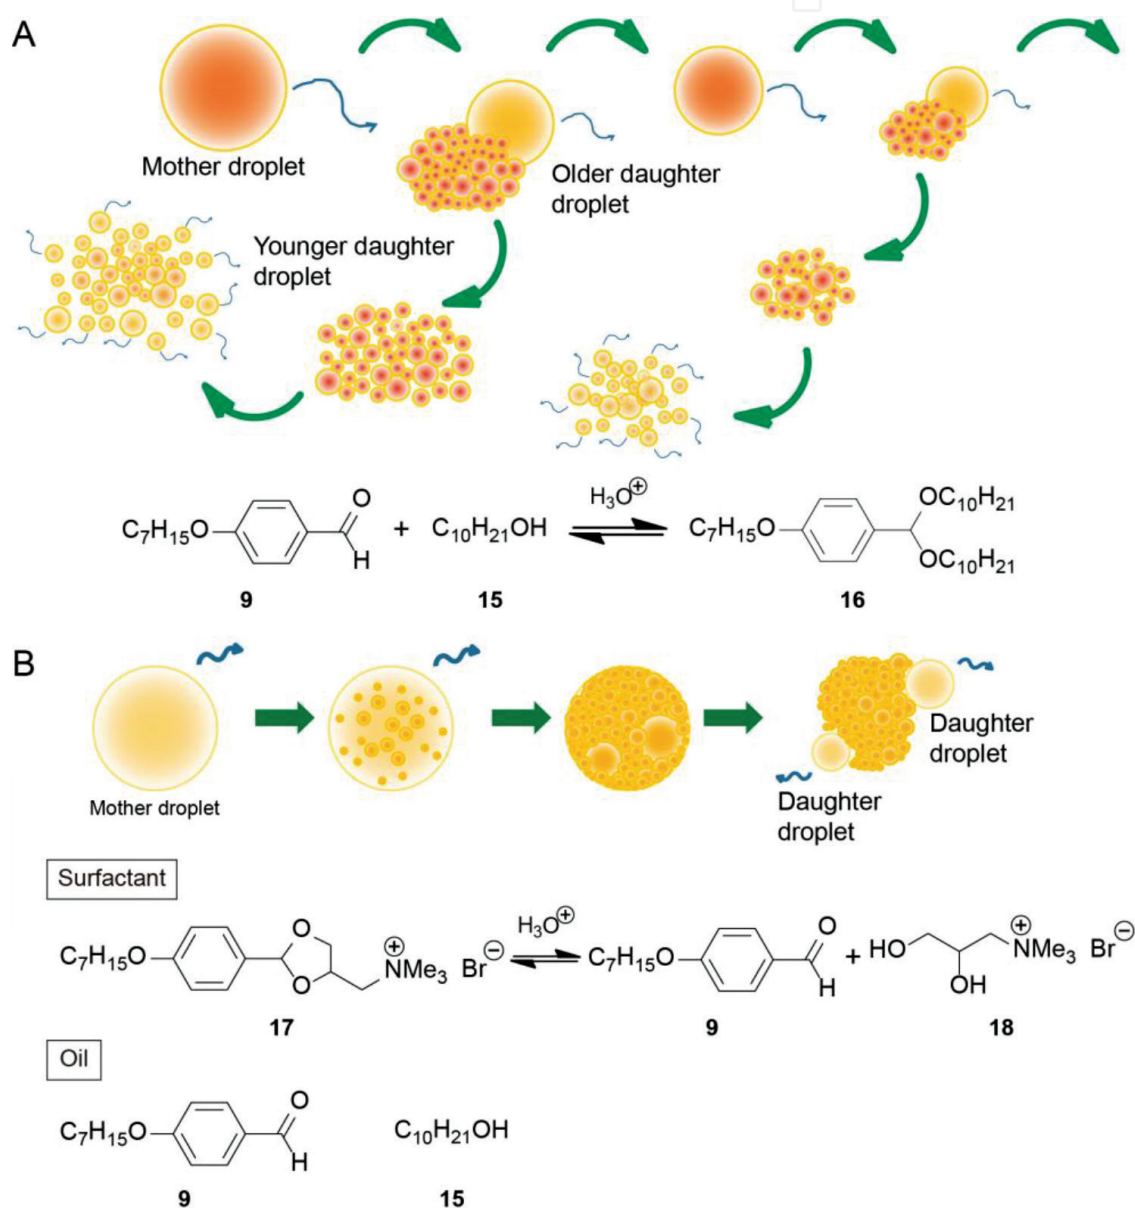 A
Mother droplet
Older daughter
droplet
Younger daughter
droplet
C₇H₁₅O
O
H
+
C₁₀H₂₁OH
H₃O⊕
C₇H₁₅O
OC₁₀H₂₁
OC₁₀H₂₁
9
15
16
B
Mother droplet
Daughter
droplet
Daughter
droplet
Surfactant
C₇H₁₅O
O
O
⊕
NMe₃
Br⊖
H₃O⊕
C₇H₁₅O
O
H
+
HO
OH
⊕
NMe₃
Br⊖
17
9
18
Oil
C₇H₁₅O
O
H
C₁₀H₂₁OH
9
15